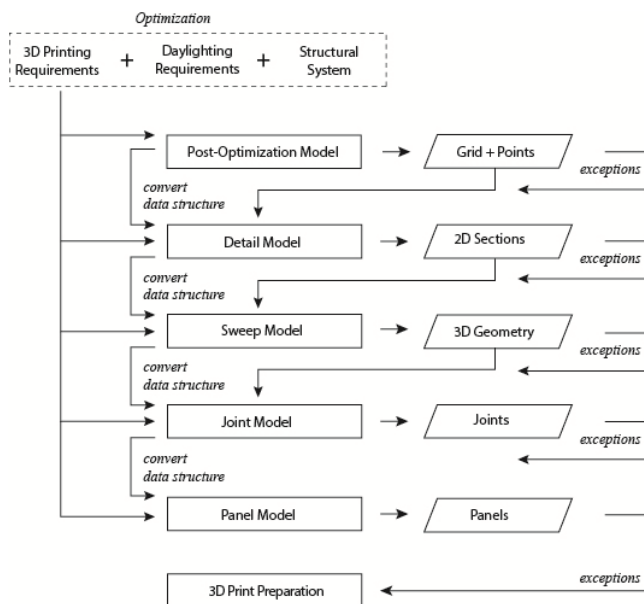 Optimization
3D Printing
Requirements
+
Daylighting
Requirements
+
Structural
System
Post-Optimization Model
Grid + Points
exceptions
convert
data structure
Detail Model
2D Sections
exceptions
convert
data structure
Sweep Model
3D Geometry
exceptions
convert
data structure
Joint Model
Joints
exceptions
convert
data structure
Panel Model
Panels
exceptions
3D Print Preparation